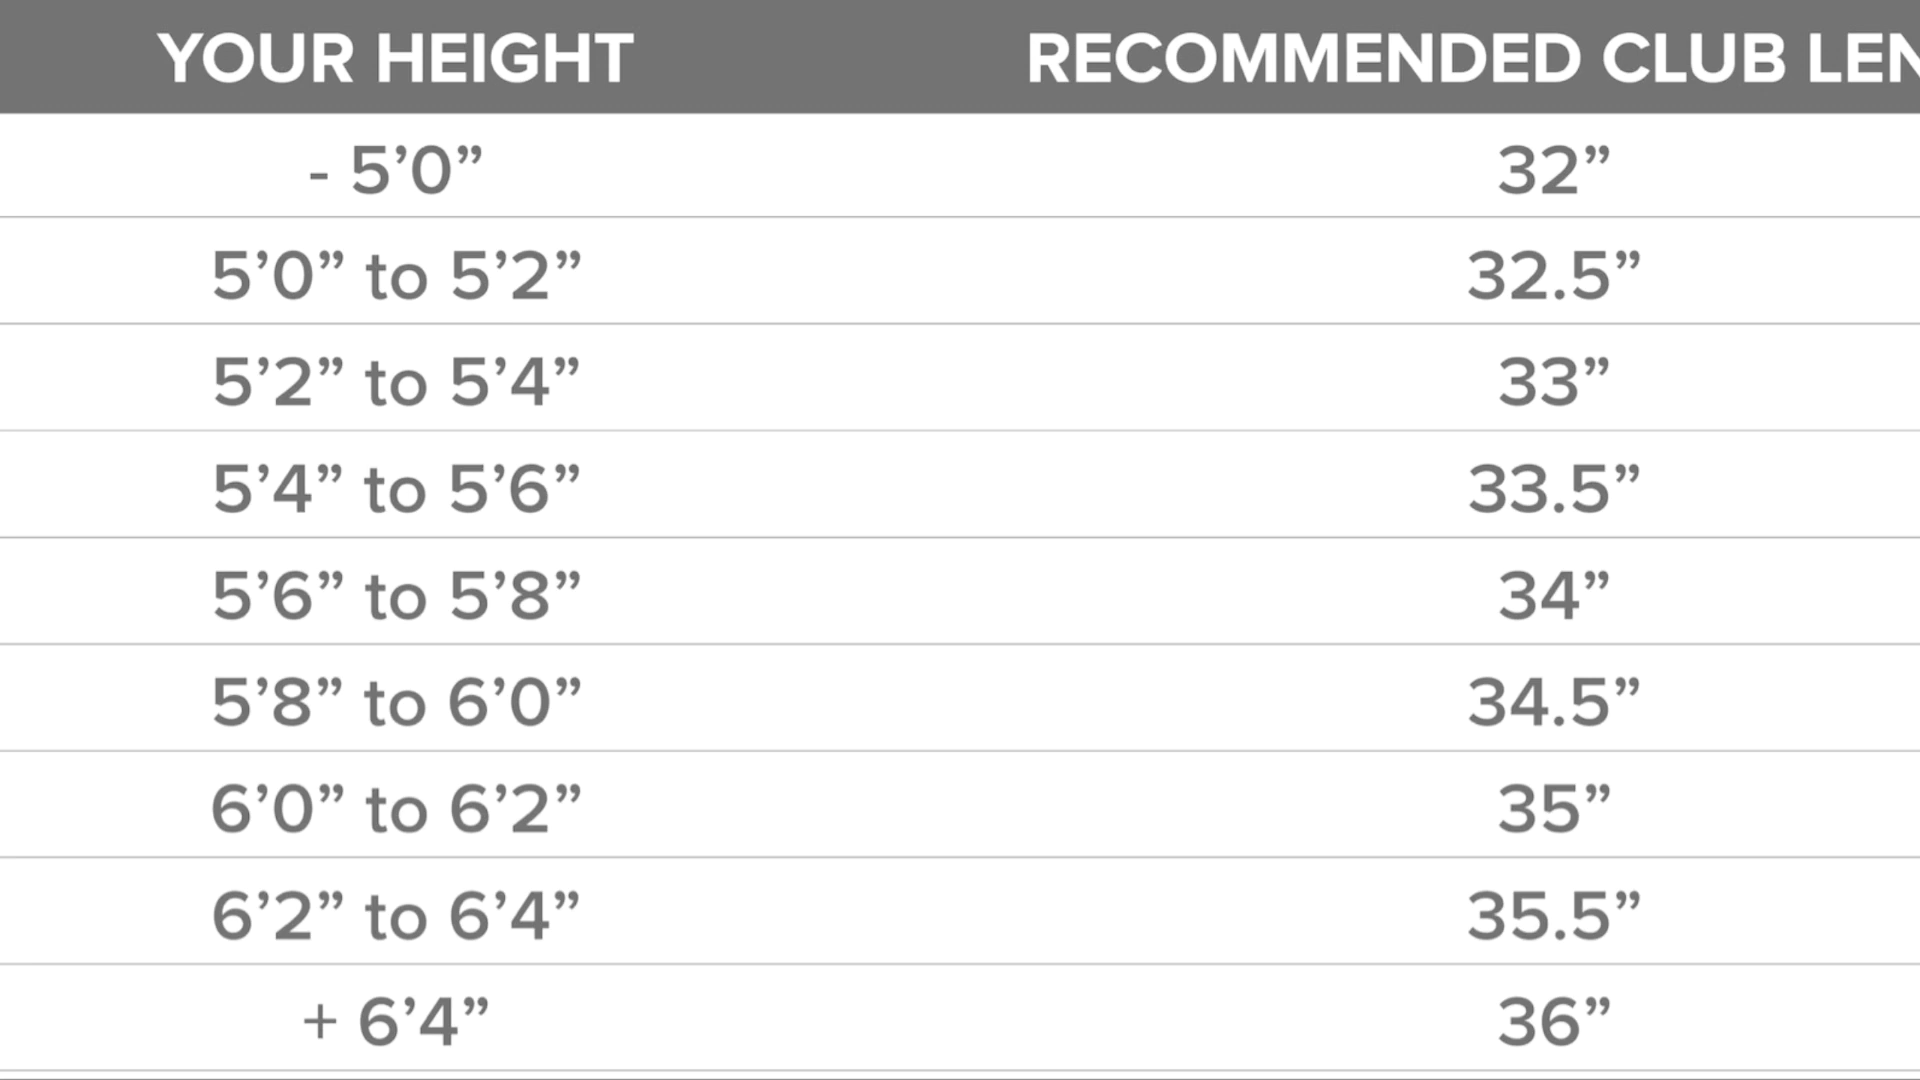 YOUR HEIGHT RECOMMENDED CLUB LEN
- 5’0” 32”
5’0” to 5’2” 32.5”
5’2” to 5’4” 33”
5’4” to 5’6” 33.5”
5’6” to 5’8” 34”
5’8” to 6’0” 34.5”
6’0” to 6’2” 35”
6’2” to 6’4” 35.5”
+ 6’4” 36”